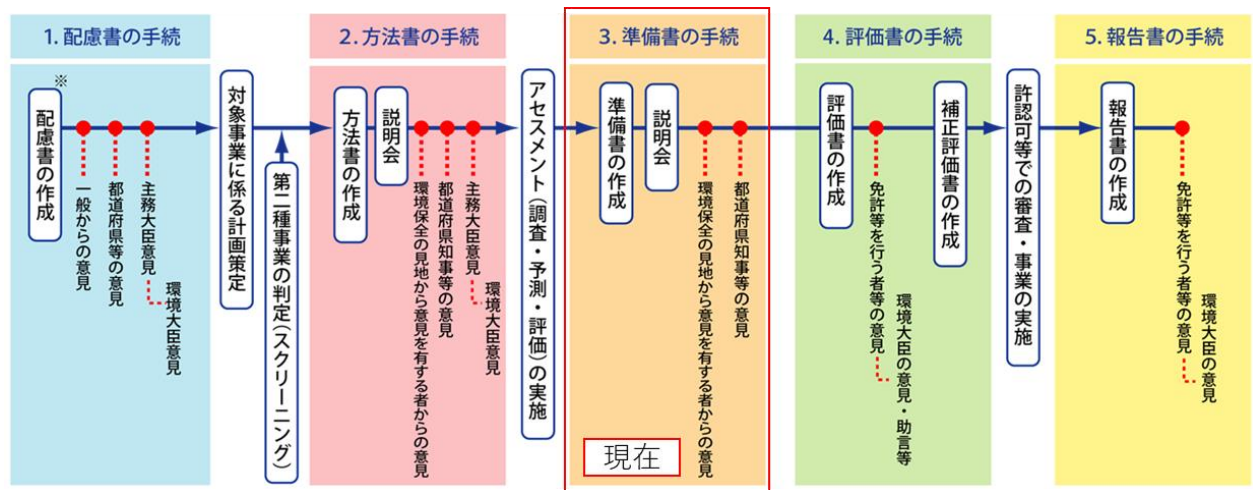 1.配慮書の手続
※
配慮書の作成
一般からの意見
都道府県等の意見
主務大臣意見
環境大臣意見
対象事業に係る計画策定
第二種事業の判定(スクリーニング)
2.方法書の手続
方法書の作成
説明会
環境保全の見地から意見を有する者からの意見
都道府県知事等の意見
主務大臣意見
環境大臣意見
アセスメント(調査・予測・評価)の実施
3.準備書の手続
準備書の作成
説明会
環境保全の見地から意見を有する者からの意見
都道府県知事等の意見
現在
4.評価書の手続
評価書の作成
免許等を行う者等の意見
環境大臣の意見・助言等
補正評価書の作成
許認可等での審査・事業の実施
5.報告書の手続
報告書の作成
免許等を行う者等の意見
環境大臣の意見